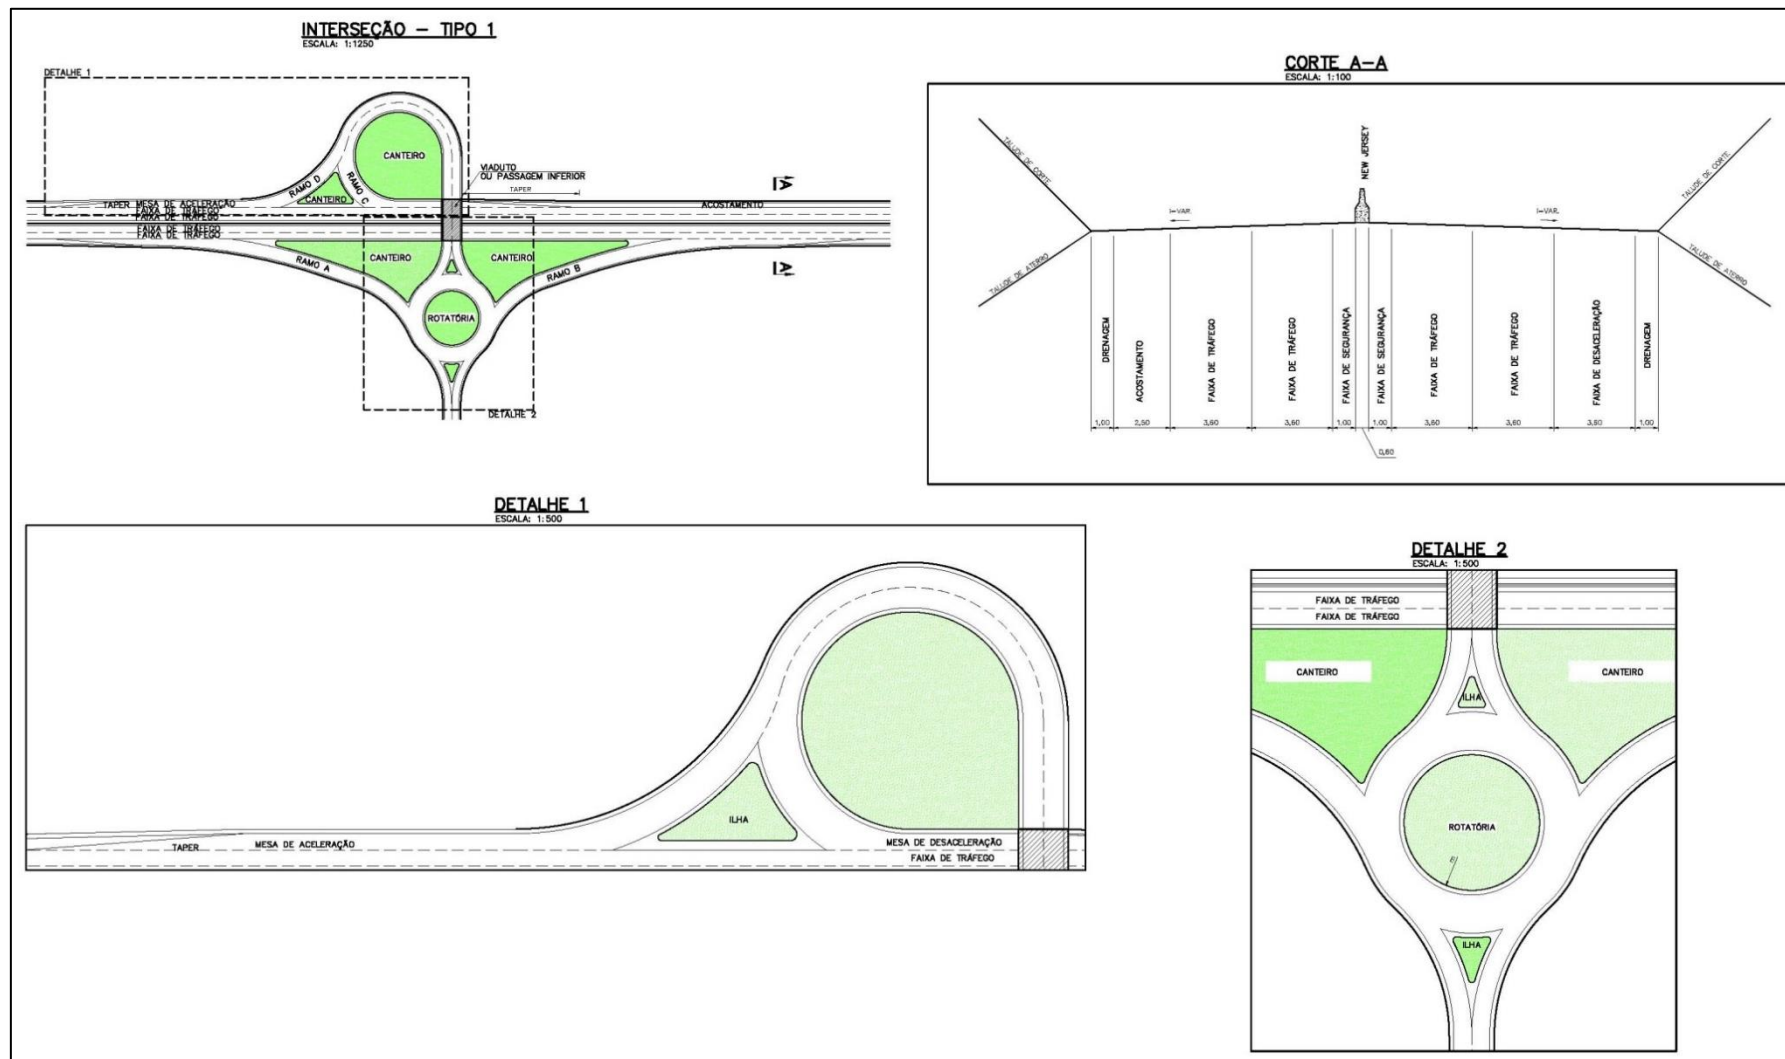 INTERSEÇÃO – TIPO 1
ESCALA: 1:1250
DETALHE 1
CANTEIRO
VIADUTO
OU PASSAGEM INFERIOR
TAPER
A
RAMO D
RAMO C
CANTEIRO
TAPER
MESA DE ACELERAÇÃO
FAIXA DE TRÁFEGO
FAIXA DE TRÁFEGO
FAIXA DE TRÁFEGO
FAIXA DE TRÁFEGO
ACOSTAMENTO
RAMO A
CANTEIRO
CANTEIRO
RAMO B
A
ROTATÓRIA
DETALHE 2
CORTE A–A
ESCALA: 1:100
TALUDE DE CORTE
NEW JERSEY
TALUDE DE CORTE
I-VAR.
I-VAR.
TALUDE DE ATERRO
TALUDE DE ATERRO
DRENAGEM
ACOSTAMENTO
FAIXA DE TRÁFEGO
FAIXA DE TRÁFEGO
FAIXA DE SEGURANÇA
FAIXA DE SEGURANÇA
FAIXA DE TRÁFEGO
FAIXA DE TRÁFEGO
FAIXA DE DESACELERAÇÃO
DRENAGEM
1,00 2,50 3,60 3,60 1,00 1,00 3,60 3,60 3,60 1,00
0,60
DETALHE 1
ESCALA: 1:500
ILHA
TAPER
MESA DE ACELERAÇÃO
MESA DE DESACELERAÇÃO
FAIXA DE TRÁFEGO
DETALHE 2
ESCALA: 1:500
FAIXA DE TRÁFEGO
FAIXA DE TRÁFEGO
CANTEIRO
CANTEIRO
ILHA
ROTATÓRIA
ILHA